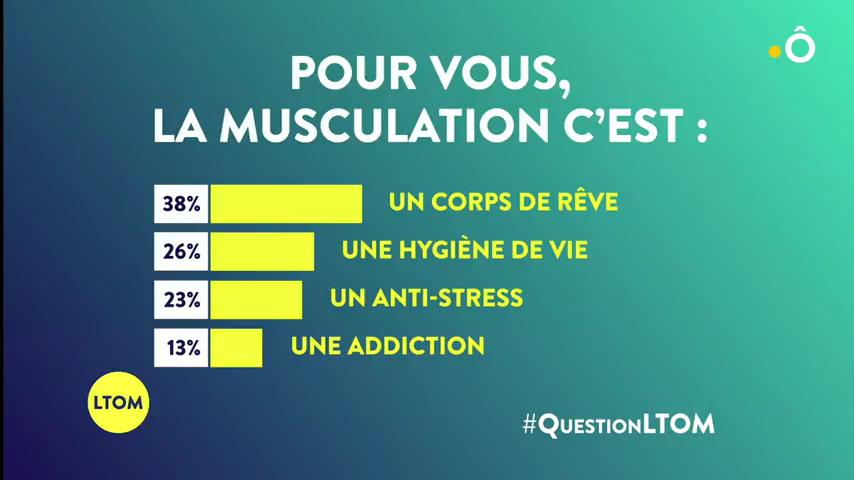 Ô
POUR VOUS,
LA MUSCULATION C'EST :
38% UN CORPS DE RÊVE
26% UNE HYGIÈNE DE VIE
23% UN ANTI-STRESS
13% UNE ADDICTION
LTOM
#QUESTIONLTOM